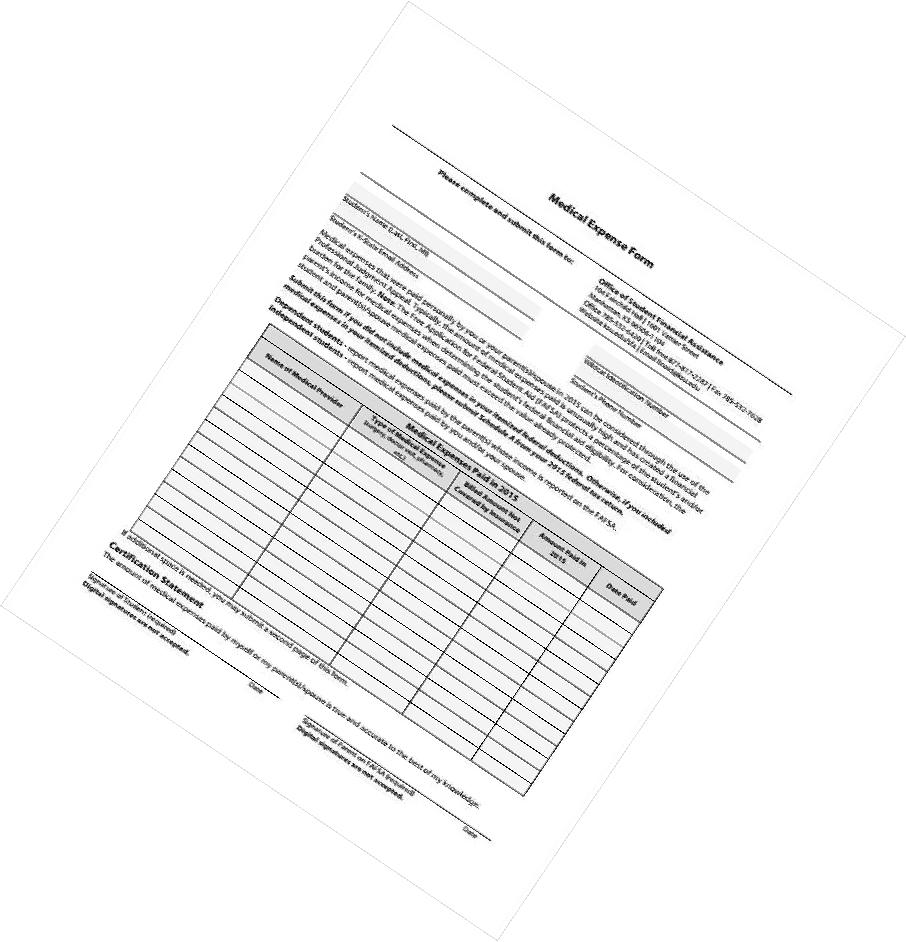 Medical Expense Form
Please complete and submit this form to:
Office of Student Financial Assistance
104 Fairchild Hall | 1601 Vattier Street
Manhattan, KS 66506-1104
Office 785-532-6420 | Toll free 877-817-2287 | Fax 785-532-7628
Website ksu.edu/sfa | Email finaid@ksu.edu
Student's Name (Last, First, MI)
Wildcat Identification Number
Student's K-State Email Address
Student's Phone Number
Medical expenses that were paid personally by you or your parent(s)/spouse in 2015 can be considered through the use of the
Professional Judgment Appeal. Typically, the amount of medical expenses paid is unusually high and has created a financial
burden for the family. Note: The Free Application for Federal Student Aid (FAFSA) protects a percentage of the student's and/or
parent's income for medical expenses when determining the student's federal financial aid eligibility. For consideration, the
student and parent(s)/spouse medical expenses paid must exceed the value already protected.
Submit this form if you did not include medical expenses in your itemized federal deductions. Otherwise, if you included
medical expenses in your itemized deductions, please submit Schedule A from your 2015 federal tax return.
Dependent students - report medical expenses paid by the parent(s) whose income is reported on the FAFSA.
Independent students - report medical expenses paid by you and/or your spouse.
Medical Expenses Paid in 2015
Name of Medical Provider
Type of Medical Expense
(surgery, doctor visit, pharmacy,
etc.)
Billed Amount Not
Covered by Insurance
Amount Paid in
2015
Date Paid
If additional space is needed, you may submit a second page of this form.
Certification Statement
The amount of medical expenses paid by myself or my parent(s)/spouse is true and accurate to the best of my knowledge.
Signature of Student (required)
Date
Digital signatures are not accepted.
Signature of Parent on FAFSA (required)
Date
Digital signatures are not accepted.